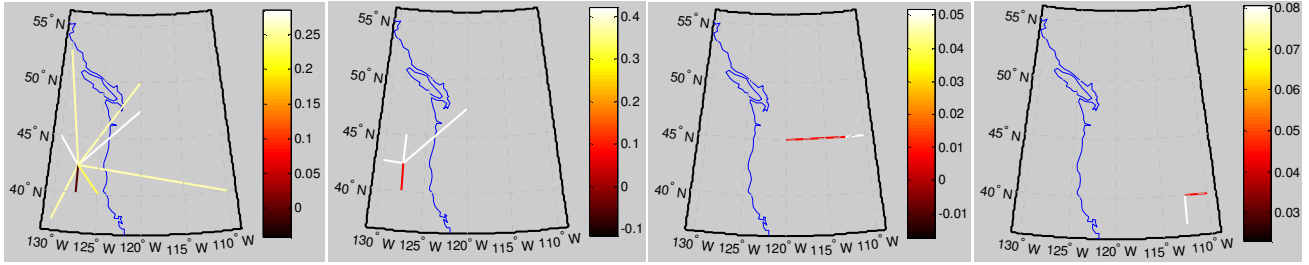 55° N
50° N
45° N
40° N
130° W
125° W
120° W
115° W
110° W
0.25
0.2
0.15
0.1
0.05
0
55° N
50° N
45° N
40° N
130° W
125° W
120° W
115° W
110° W
0.4
0.3
0.2
0.1
0
-0.1
55° N
50° N
45° N
40° N
130° W
125° W
120° W
115° W
110° W
0.05
0.04
0.03
0.02
0.01
0
-0.01
55° N
50° N
45° N
40° N
130° W
125° W
120° W
115° W
110° W
0.08
0.07
0.06
0.05
0.04
0.03